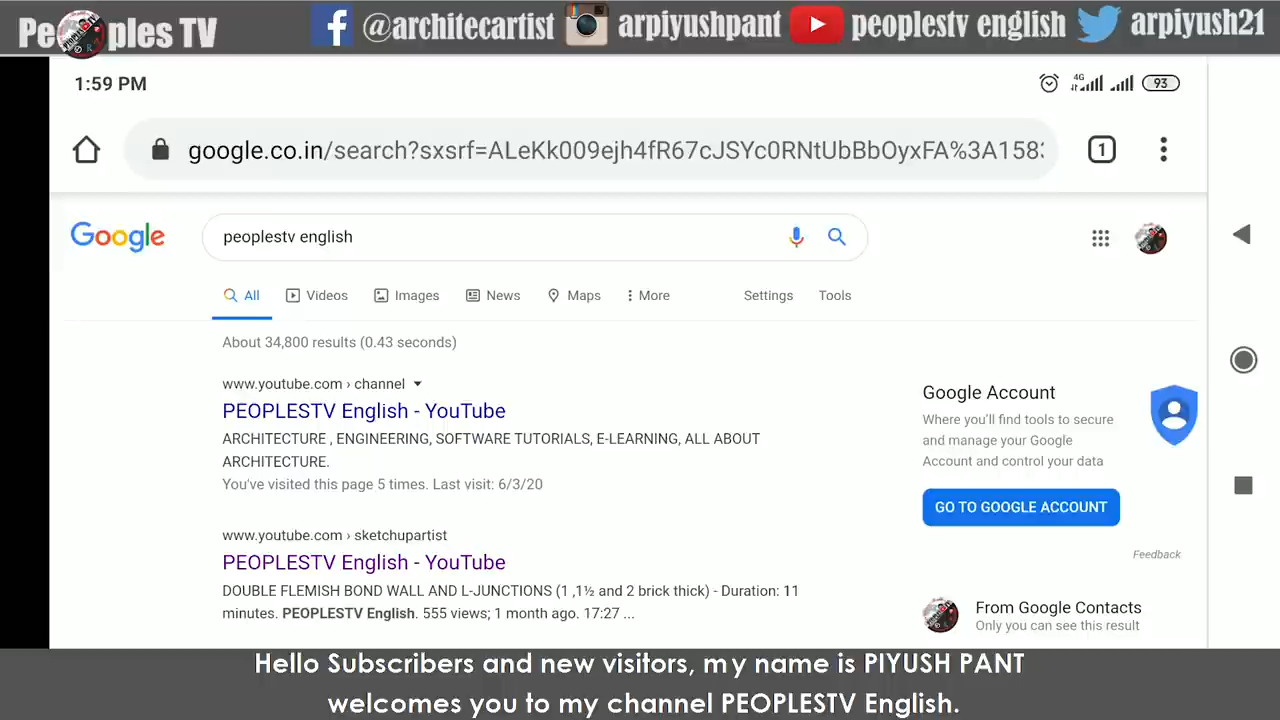 Peoples TV @architecartist arpiyushpant peoplestv english arpiyush21
1:59 PM 4G 93
google.co.in/search?sxsrf=ALeKk009ejh4fR67cJSYc0RNtUbBbOyxFA%3A1583
1
Google peoplestv english
All Videos Images News Maps More Settings Tools
About 34,800 results (0.43 seconds)
www.youtube.com › channel
PEOPLESTV English - YouTube
ARCHITECTURE , ENGINEERING, SOFTWARE TUTORIALS, E-LEARNING, ALL ABOUT
ARCHITECTURE.
You've visited this page 5 times. Last visit: 6/3/20
www.youtube.com › sketchupartist
PEOPLESTV English - YouTube
DOUBLE FLEMISH BOND WALL AND L-JUNCTIONS (1 ,1½ and 2 brick thick) - Duration: 11
minutes. PEOPLESTV English. 555 views; 1 month ago. 17:27 ...
Google Account
Where you'll find tools to secure
and manage your Google
Account and control your data
GO TO GOOGLE ACCOUNT
Feedback
From Google Contacts
Only you can see this result
Hello Subscribers and new visitors, my name is PIYUSH PANT
welcomes you to my channel PEOPLESTV English.